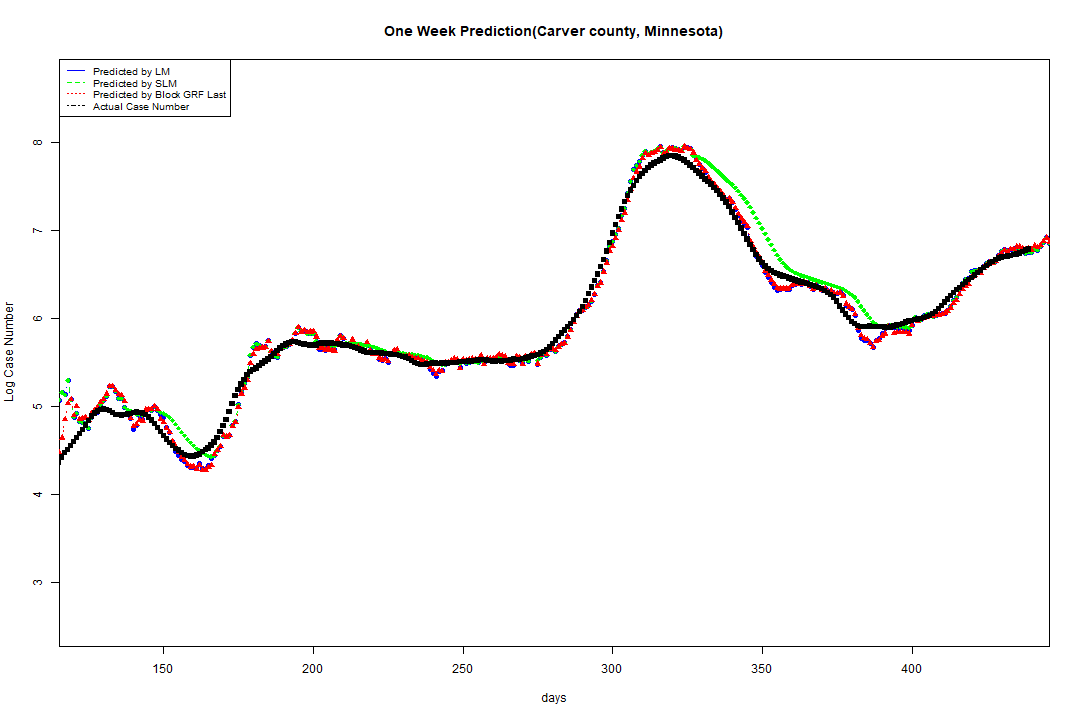 One Week Prediction(Carver county, Minnesota)
Predicted by LM
Predicted by SLM
Predicted by Block GRF Last
Actual Case Number
8
7
6
5
4
3
Log Case Number
150 200 250 300 350 400
days